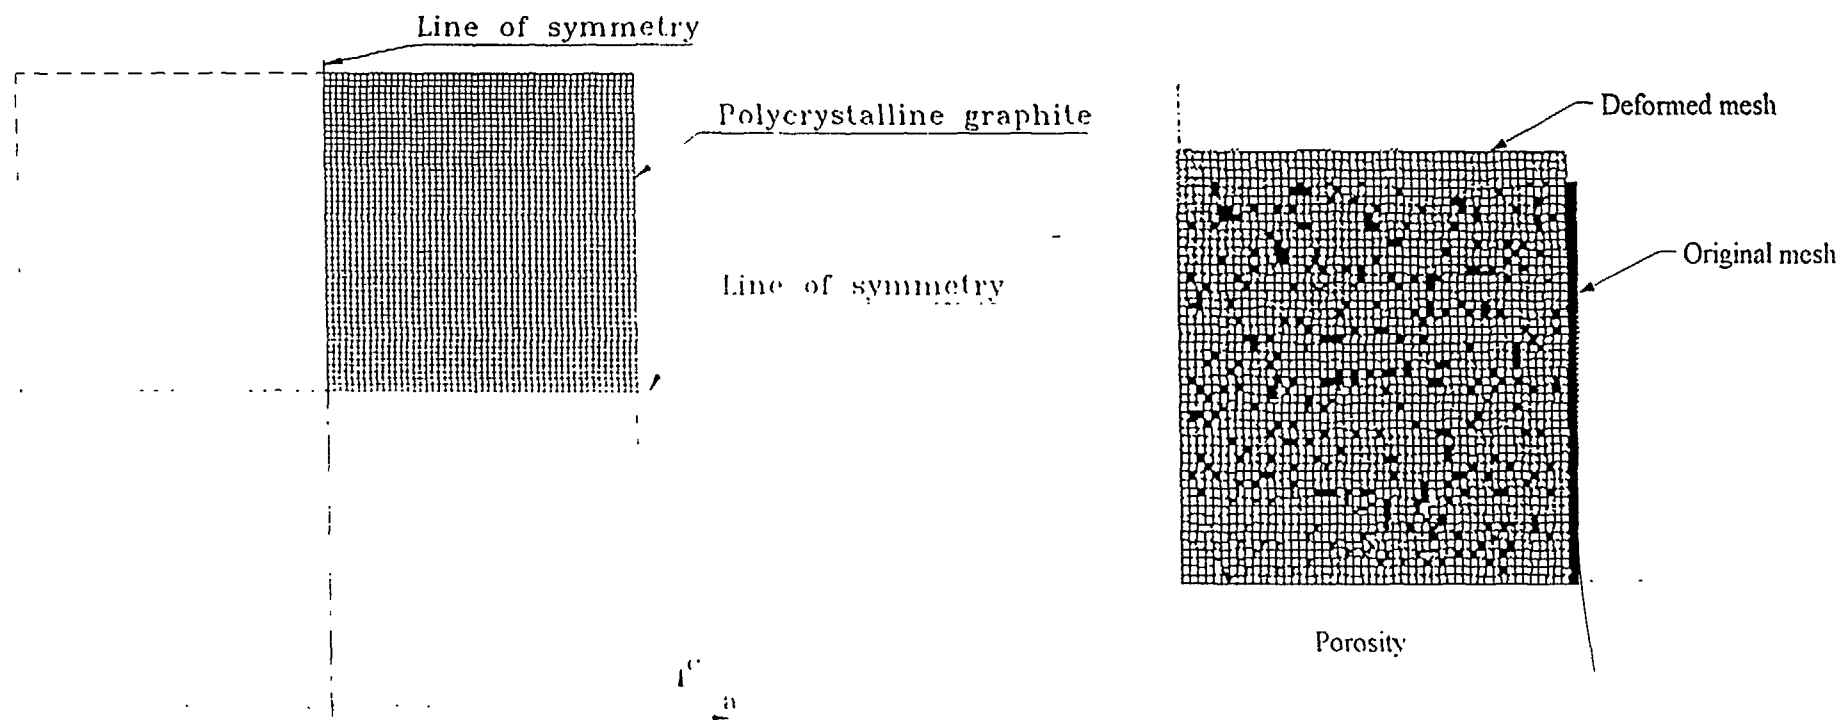 Line of symmetry
Polycrystalline graphite
Line of symmetry
c
a
Deformed mesh
Original mesh
Porosity